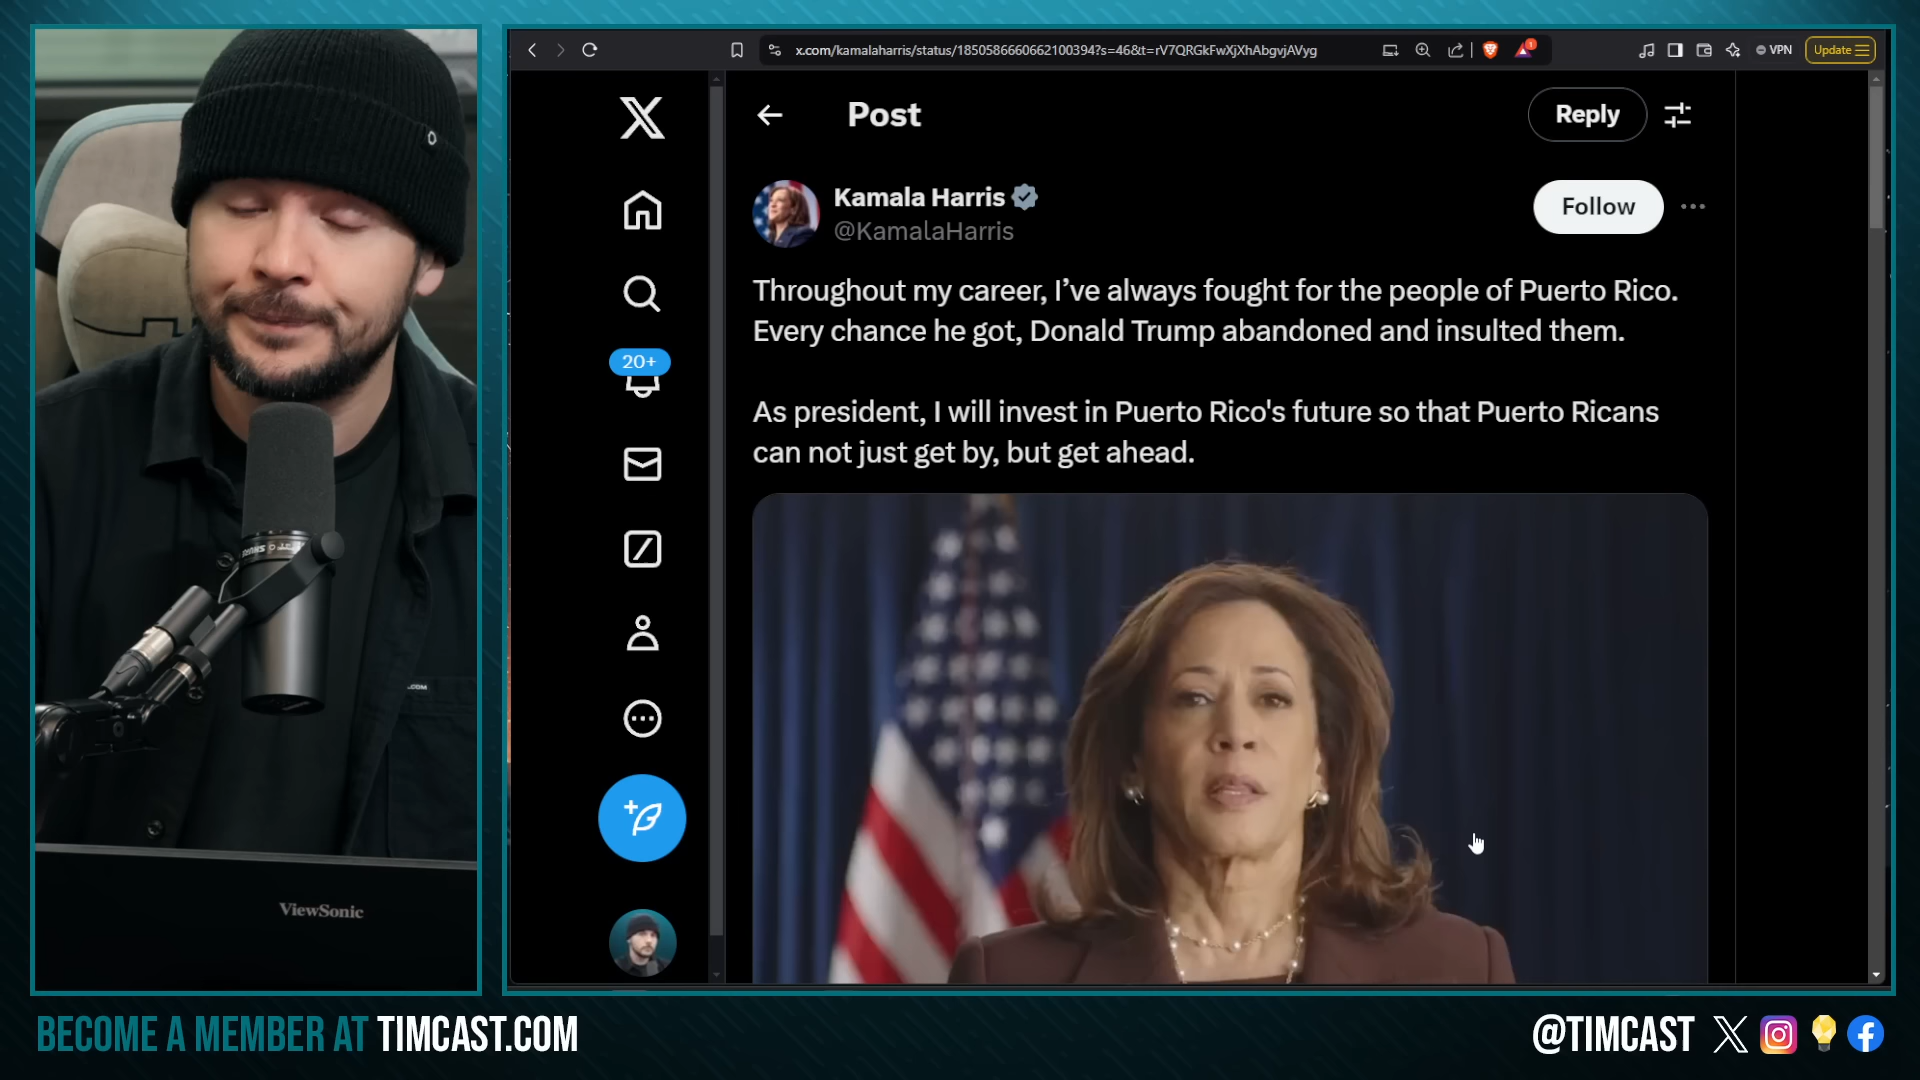 x.com/kamalaharris/status/1850586660662100394?s=46&t=rV7QRGkFwXjXhAbgvjAVyg
1
VPN
Update
Post
Reply
Kamala Harris
@KamalaHarris
Follow
Throughout my career, I’ve always fought for the people of Puerto Rico.
Every chance he got, Donald Trump abandoned and insulted them.
As president, I will invest in Puerto Rico's future so that Puerto Ricans
can not just get by, but get ahead.
20+
.COM
ViewSonic
BECOME A MEMBER AT TIMCAST.COM
@TIMCAST